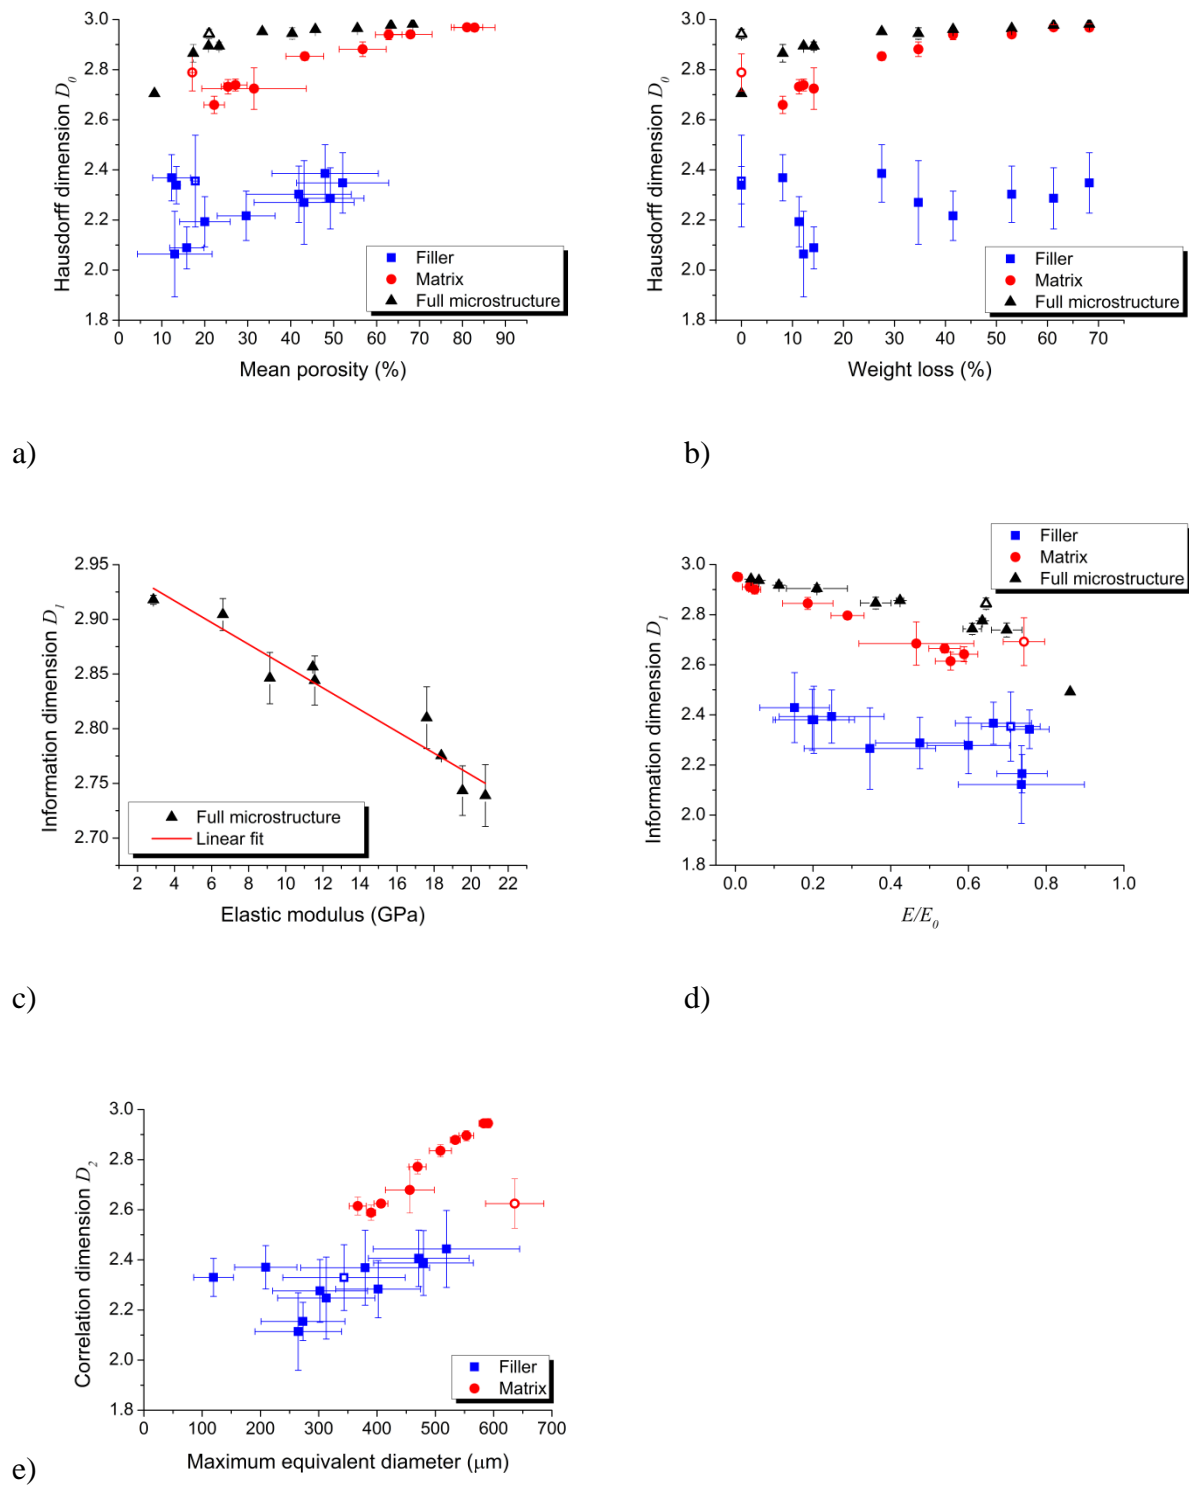 3.0
2.8
2.6
2.4
2.2
2.0
1.8
Hausdorff dimension D0
Filler
Matrix
Full microstructure
0 10 20 30 40 50 60 70 80 90
Mean porosity (%)
a)
3.0
2.8
2.6
2.4
2.2
2.0
1.8
Hausdorff dimension D0
Filler
Matrix
Full microstructure
0 10 20 30 40 50 60 70
Weight loss (%)
b)
2.95
2.90
2.85
2.80
2.75
2.70
Information dimension D1
Full microstructure
Linear fit
2 4 6 8 10 12 14 16 18 20 22
Elastic modulus (GPa)
c)
Filler
Matrix
Full microstructure
3.0
2.8
2.6
2.4
2.2
2.0
1.8
Information dimension D1
0.0 0.2 0.4 0.6 0.8 1.0
E/E0
d)
3.0
2.8
2.6
2.4
2.2
2.0
1.8
Correlation dimension D2
Filler
Matrix
0 100 200 300 400 500 600 700
Maximum equivalent diameter (μm)
e)